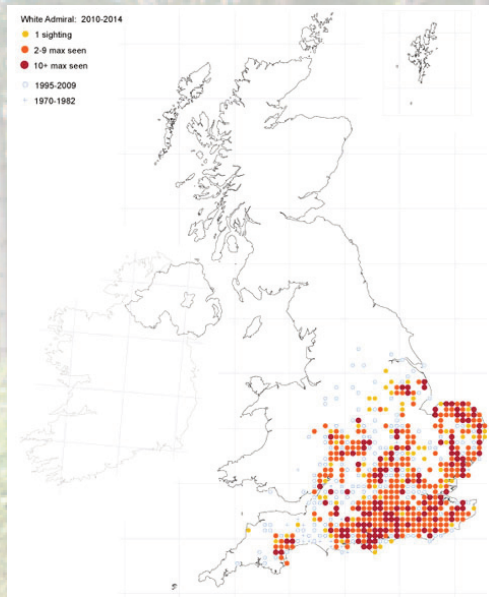 White Admiral: 2010-2014
1 sighting
2-9 max seen
10+ max seen
1995-2009
1970-1982